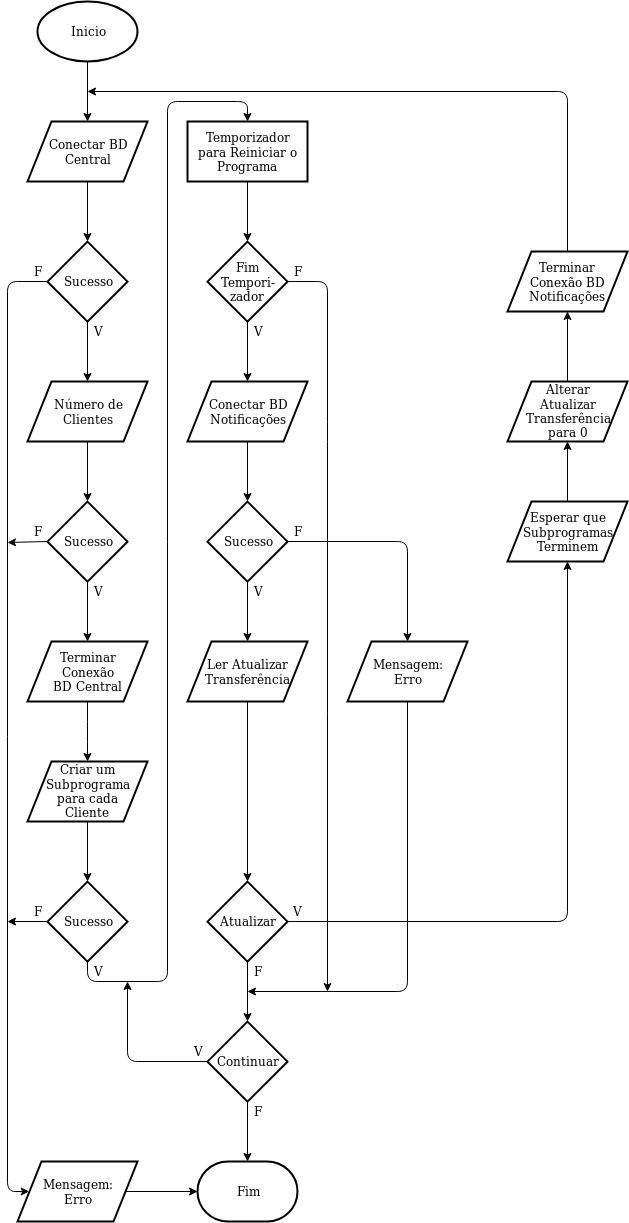 Inicio
Conectar BD
Central
F
Sucesso
V
Número de
Clientes
F
Sucesso
V
Terminar
Conexão
BD Central
Criar um
Subprograma
para cada
Cliente
F
Sucesso
V
Temporizador
para Reiniciar o
Programa
Fim
Tempori-
zador
F
V
Conectar BD
Notificações
Sucesso
F
V
Ler Atualizar
Transferência
Mensagem:
Erro
Atualizar
V
F
V
Continuar
F
Terminar
Conexão BD
Notificações
Alterar
Atualizar
Transferência
para 0
Esperar que
Subprogramas
Terminem
Mensagem:
Erro
Fim